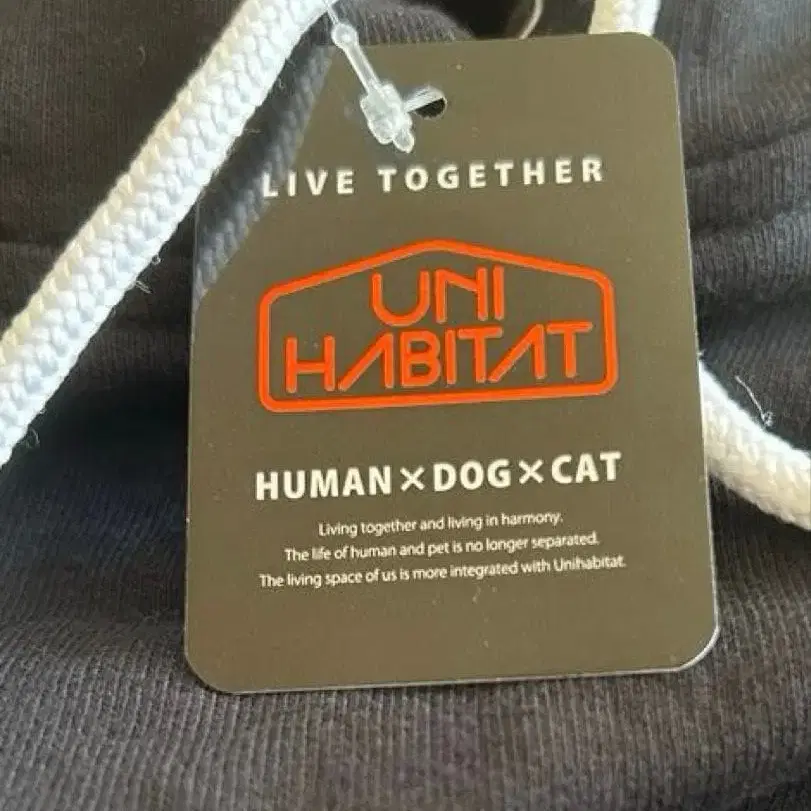 LIVE TOGETHER
UNI
HABITAT
HUMAN×DOG×CAT
Living together and living in harmony.
The life of human and pet is no longer separated.
The living space of us is more integrated with Unihabitat.